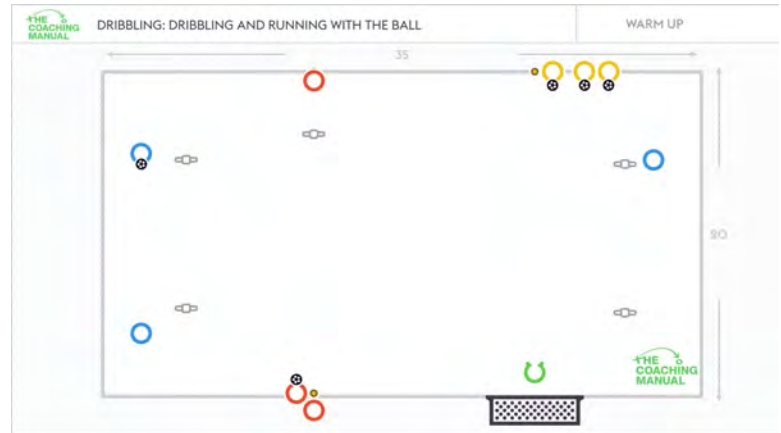 THE
COACHING
MANUAL
DRIBBLING: DRIBBLING AND RUNNING WITH THE BALL
WARM UP
35
20
THE
COACHING
MANUAL